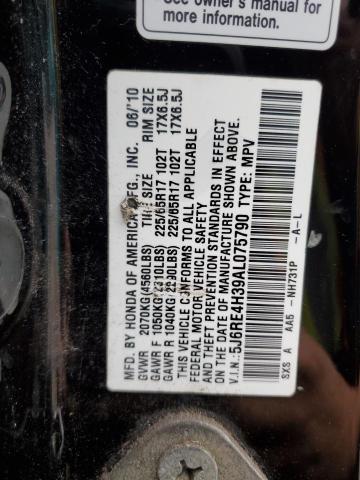 See owner's manual for
more information.
MFD. BY HONDA OF AMERICA MFG., INC. 06/'10
GVWR 2070KG(4560LBS) TIRE SIZE RIM SIZE
GAWR F 1050KG(2310LBS) 225/65R17 102T 17X6.5J
GAWR R 1040KG(2290LBS) 225/65R17 102T 17X6.5J
THIS VEHICLE CONFORMS TO ALL APPLICABLE
FEDERAL MOTOR VEHICLE SAFETY
AND THEFT PREVENTION STANDARDS IN EFFECT
ON THE DATE OF MANUFACTURE SHOWN ABOVE.
V.I.N.:5J6RE4H39AL075790 TYPE: MPV
SXS A AA5 -NH731P -A-L